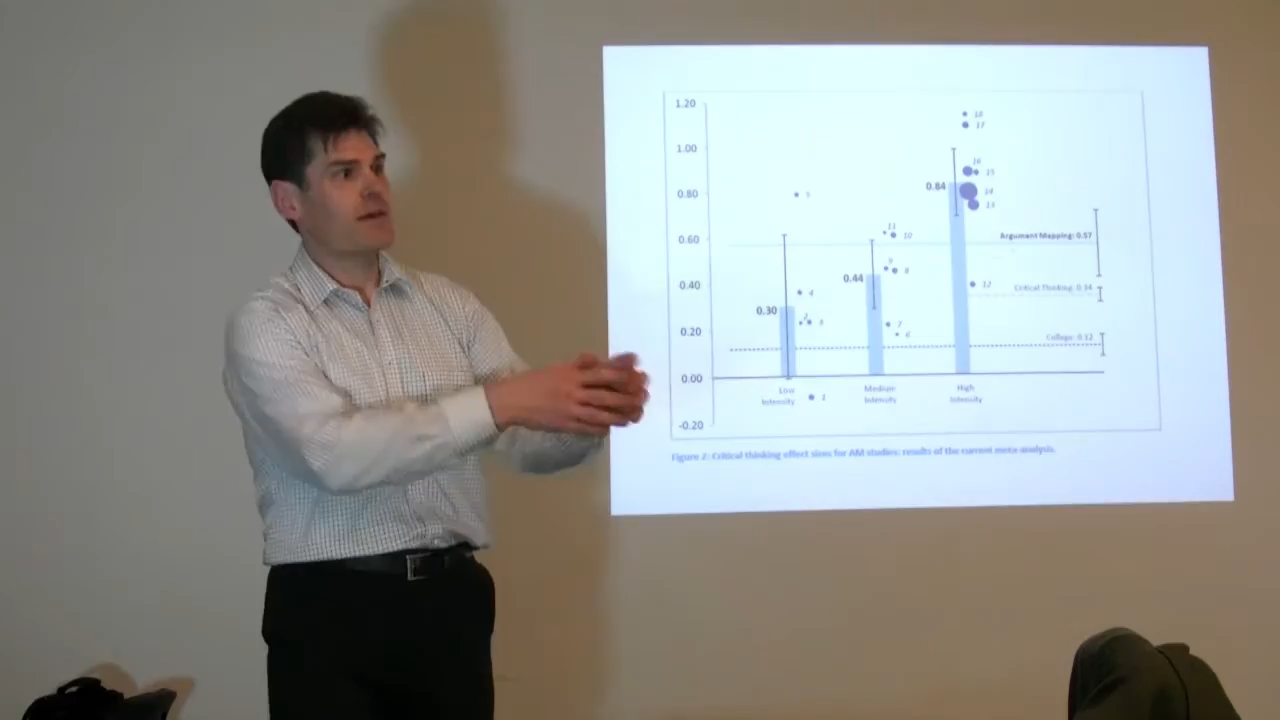 1.20
1.00
0.80
0.60
0.40
0.20
0.00
-0.20
18
17
16
15
14
13
12
11
10
9
8
7
6
5
4
3
2
1
0.30
0.44
0.84
Argument Mapping: 0.57
Critical Thinking: 0.34
College: 0.12
Low
Intensity
Medium
Intensity
High
Intensity
Figure 2: Critical thinking effect sizes for AM studies: results of the current meta-analysis.